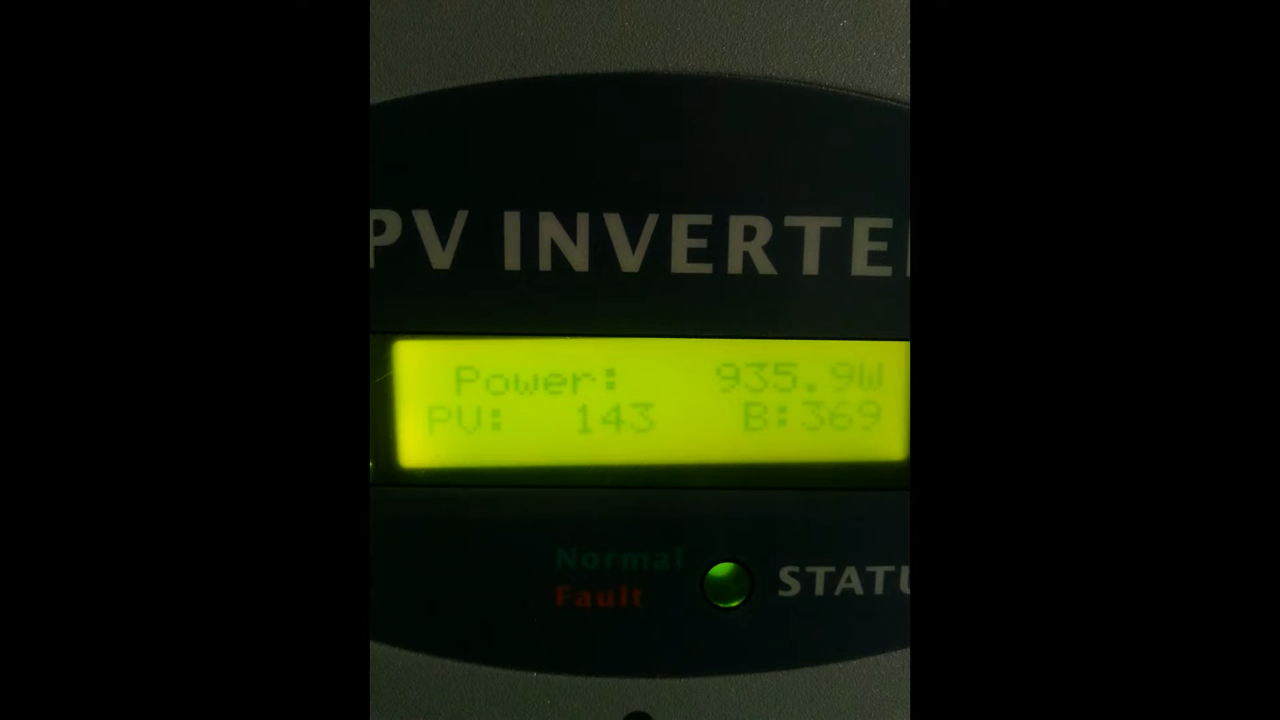 PV INVERTE
Power: 935.9W
PV: 143 B:369
Normal
Fault
STATU